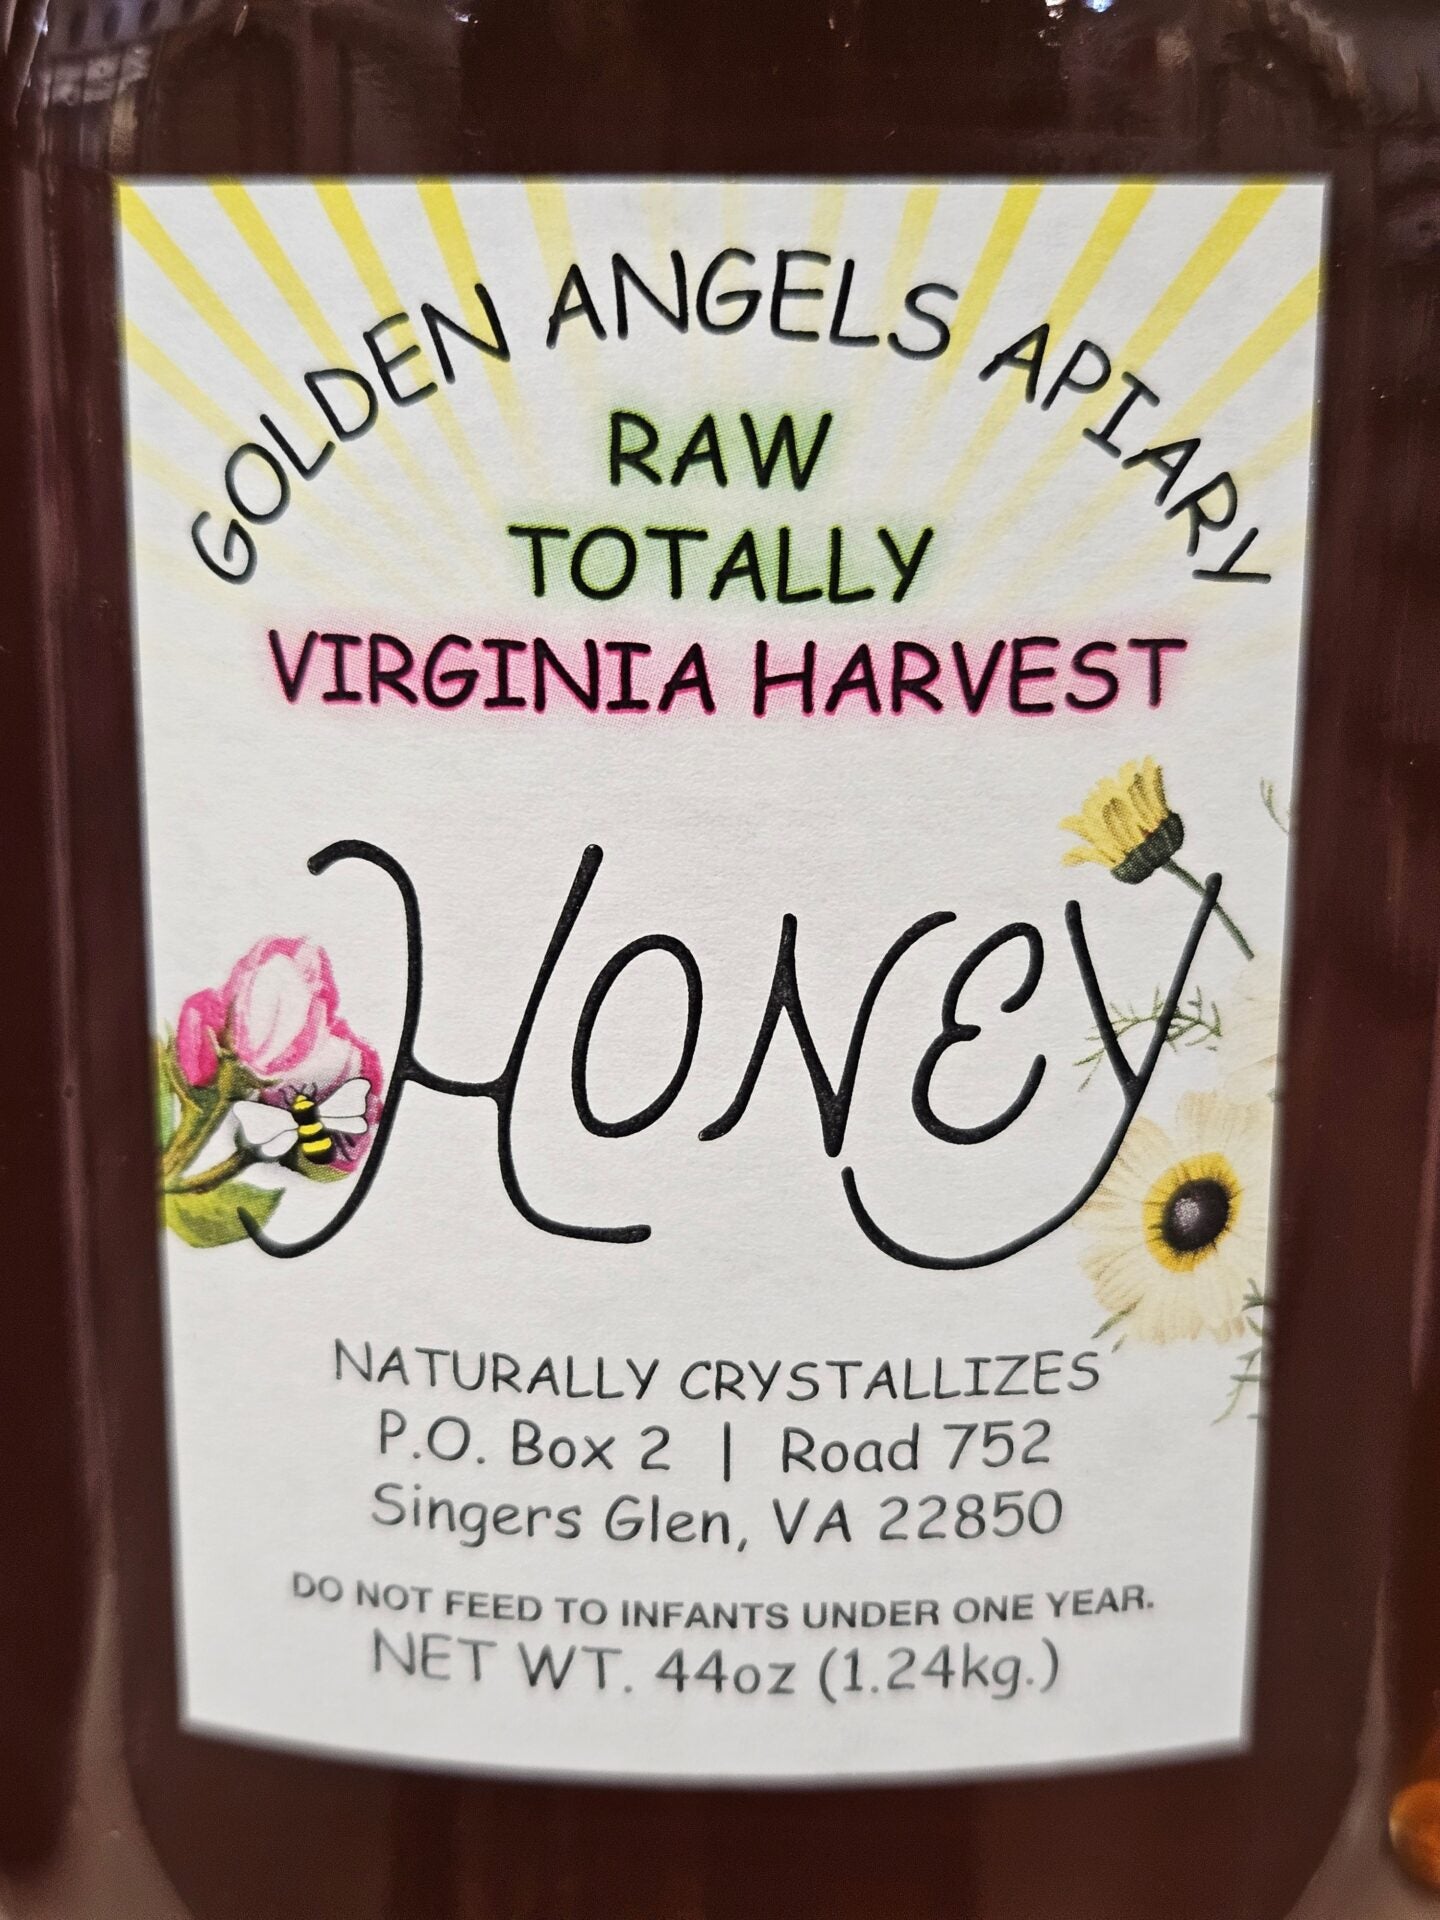 GOLDEN ANGELS APIARY
RAW
TOTALLY
VIRGINIA HARVEST
HONEY
NATURALLY CRYSTALLIZES
P.O. Box 2 | Road 752
Singers Glen, VA 22850
DO NOT FEED TO INFANTS UNDER ONE YEAR.
NET WT. 44oz (1.24kg.)